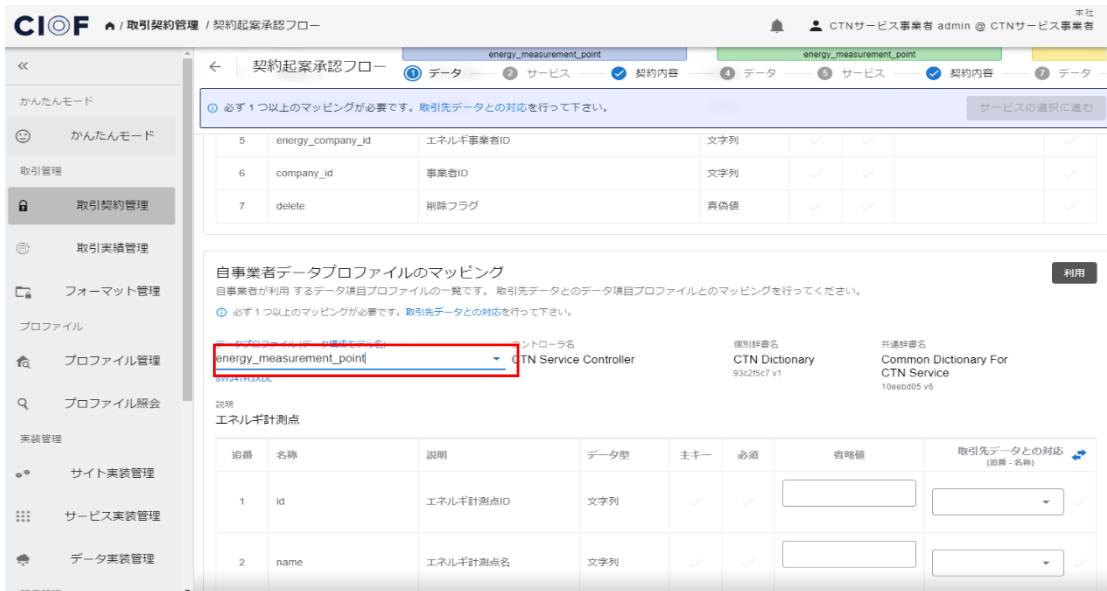 CIOF / 取引契約管理 / 契約起案承認フロー
本社
CTNサービス事業者 admin @ CTNサービス事業者
かんたんモード
かんたんモード
取引管理
取引契約管理
取引実績管理
フォーマット管理
プロファイル
プロファイル管理
プロファイル照会
実装管理
サイト実装管理
サービス実装管理
データ実装管理
契約起案承認フロー
energy_measurement_point
energy_measurement_point
1 データ 2 サービス 契約内容 4 データ 5 サービス 契約内容 7 データ
必ず1つ以上のマッピングが必要です。取引先データとの対応を行って下さい。
サービスの選択に進む
5 energy_company_id エネルギ事業者ID 文字列
6 company_id 事業者ID 文字列
7 delete 削除フラグ 真偽値
自事業者データプロファイルのマッピング
利用
自事業者が利用 するデータ項目プロファイルの一覧です。 取引先データとのデータ項目プロファイルとのマッピングを行ってください。
必ず1つ以上のマッピングが必要です。取引先データとの対応を行って下さい。
データプロファイル (データ構成モデル名) コントローラ名 個別辞書名 共通辞書名
energy_measurement_point CTN Service Controller CTN Dictionary Common Dictionary For
CTN Service
93c2f5c7 v1
10eebd05 v6
説明
エネルギ計測点
追番 名称 説明 データ型 主キー 必須 省略値 取引先データとの対応
(追番 - 名称)
1 id エネルギ計測点ID 文字列
2 name エネルギ計測点名 文字列